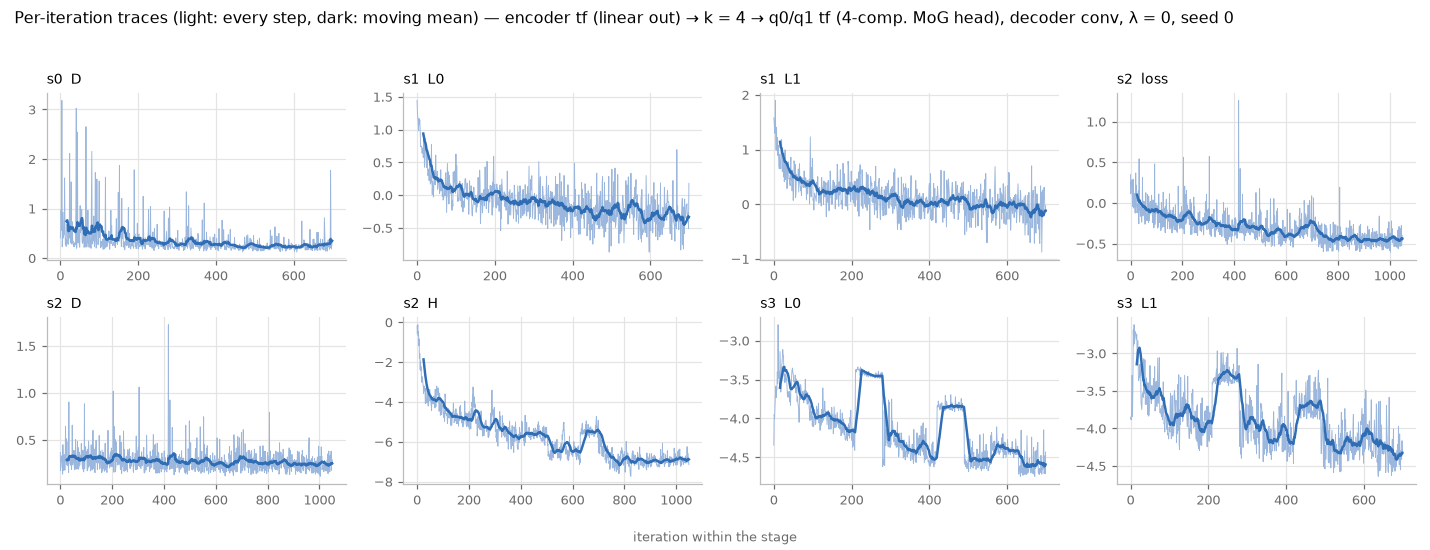 Per-iteration traces (light: every step, dark: moving mean) — encoder tf (linear out) → k = 4 → q0/q1 tf (4-comp. MoG head), decoder conv, λ = 0, seed 0
s0 D
3
2
1
0
0 200 400 600
s1 L0
1.5
1.0
0.5
0.0
−0.5
0 200 400 600
s1 L1
2
1
0
−1
0 200 400 600
s2 loss
1.0
0.5
0.0
−0.5
0 200 400 600 800 1000
s2 D
1.5
1.0
0.5
0 200 400 600 800 1000
s2 H
0
−2
−4
−6
−8
0 200 400 600 800 1000
s3 L0
−3.0
−3.5
−4.0
−4.5
0 200 400 600
s3 L1
−3.0
−3.5
−4.0
−4.5
0 200 400 600
iteration within the stage